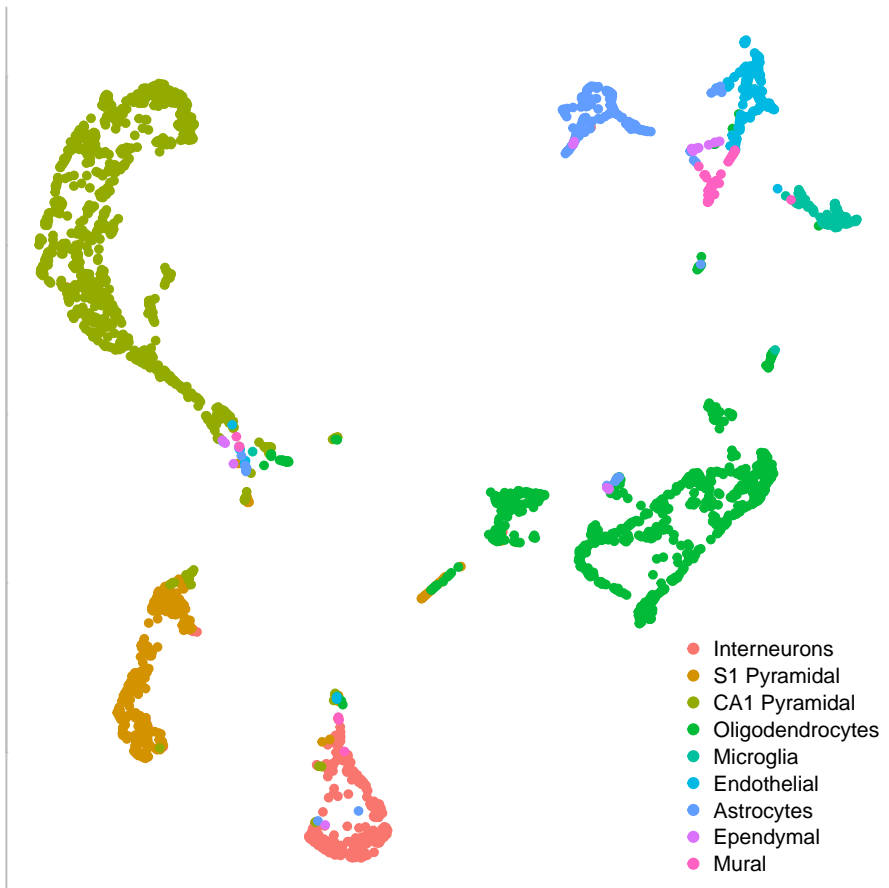 Interneurons
S1 Pyramidal
CA1 Pyramidal
Oligodendrocytes
Microglia
Endothelial
Astrocytes
Ependymal
Mural